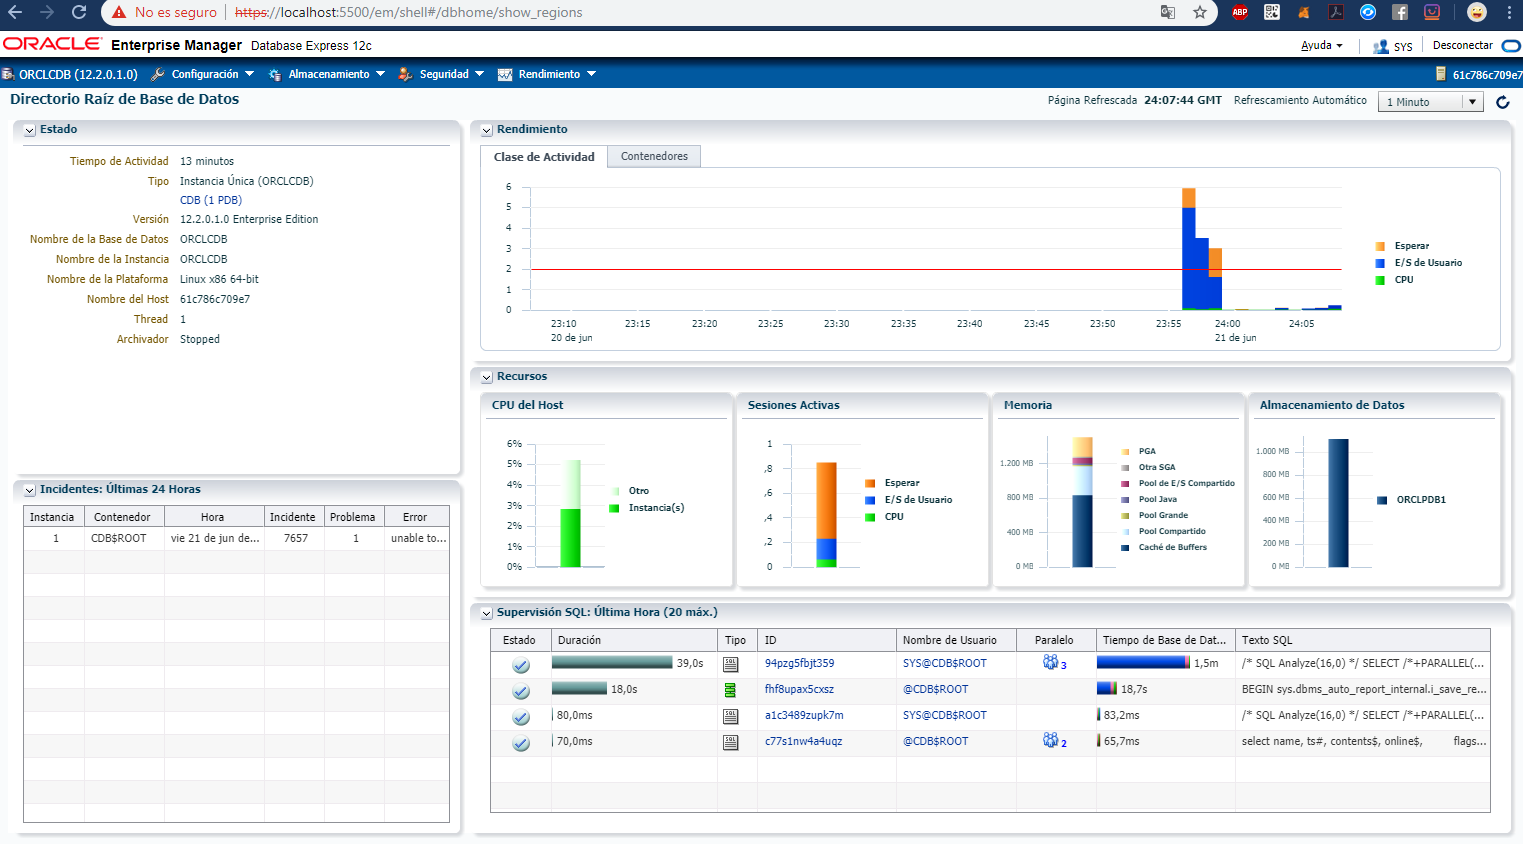 No es seguro | https://localhost:5500/em/shell#/dbhome/show_regions
ABP
ORACLE Enterprise Manager Database Express 12c
Ayuda SYS Desconectar
ORCLCDB (12.2.0.1.0) Configuración Almacenamiento Seguridad Rendimiento 61c786c709e7
Directorio Raíz de Base de Datos
Página Refrescada 24:07:44 GMT Refrescamiento Automático 1 Minuto
Estado
Tiempo de Actividad 13 minutos
Tipo Instancia Única (ORCLCDB)
CDB (1 PDB)
Versión 12.2.0.1.0 Enterprise Edition
Nombre de la Base de Datos ORCLCDB
Nombre de la Instancia ORCLCDB
Nombre de la Plataforma Linux x86 64-bit
Nombre del Host 61c786c709e7
Thread 1
Archivador Stopped
Incidentes: Últimas 24 Horas
Instancia Contenedor Hora Incidente Problema Error
1 CDB$ROOT vie 21 de jun de... 7657 1 unable to...
Rendimiento
Clase de Actividad Contenedores
6
5
4
3
2
1
0
23:10 23:15 23:20 23:25 23:30 23:35 23:40 23:45 23:50 23:55 24:00 24:05
20 de jun 21 de jun
Esperar
E/S de Usuario
CPU
Recursos
CPU del Host
6%
5%
4%
3%
2%
1%
0%
Otro
Instancia(s)
Sesiones Activas
1
,8
,6
,4
,2
0
Esperar
E/S de Usuario
CPU
Memoria
1.200 MB
800 MB
400 MB
0 MB
PGA
Otra SGA
Pool de E/S Compartido
Pool Java
Pool Grande
Pool Compartido
Caché de Buffers
Almacenamiento de Datos
1.000 MB
800 MB
600 MB
400 MB
200 MB
0 MB
ORCLPDB1
Supervisión SQL: Última Hora (20 máx.)
Estado Duración Tipo ID Nombre de Usuario Paralelo Tiempo de Base de Dat... Texto SQL
39,0s SQL 94pzg5fbjt359 SYS@CDB$ROOT 3 1,5m /* SQL Analyze(16,0) */ SELECT /*+PARALLEL(...
18,0s fhf8upax5cxsz @CDB$ROOT 18,7s BEGIN sys.dbms_auto_report_internal.i_save_re...
80,0ms SQL a1c3489zupk7m SYS@CDB$ROOT 83,2ms /* SQL Analyze(16,0) */ SELECT /*+PARALLEL(...
70,0ms SQL c77s1nw4a4uqz @CDB$ROOT 2 65,7ms select name, ts#, contents$, online$, flags...